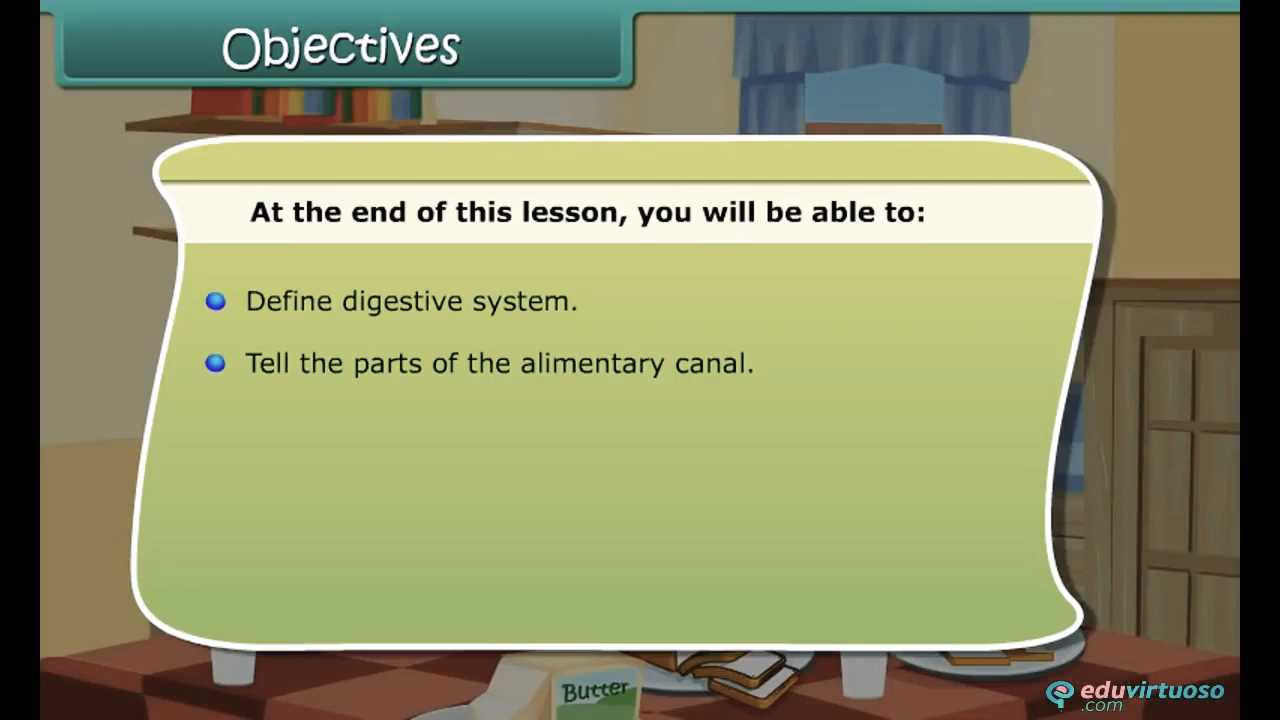 Objectives
At the end of this lesson, you will be able to:
Define digestive system.
Tell the parts of the alimentary canal.
Butter
eduvirtuoso
.com